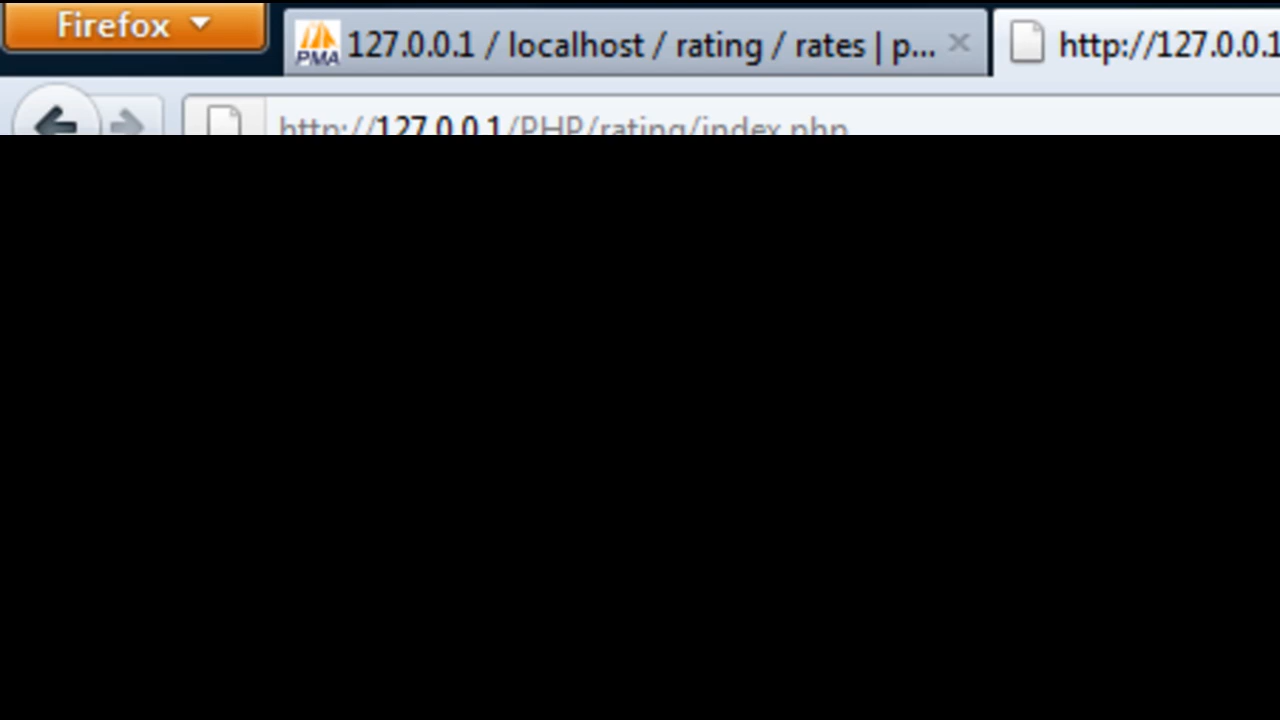 Firefox
PMA 127.0.0.1 / localhost / rating / rates | p...
http://127.0.0.1
http://127.0.0.1/PHP/rating/index.php